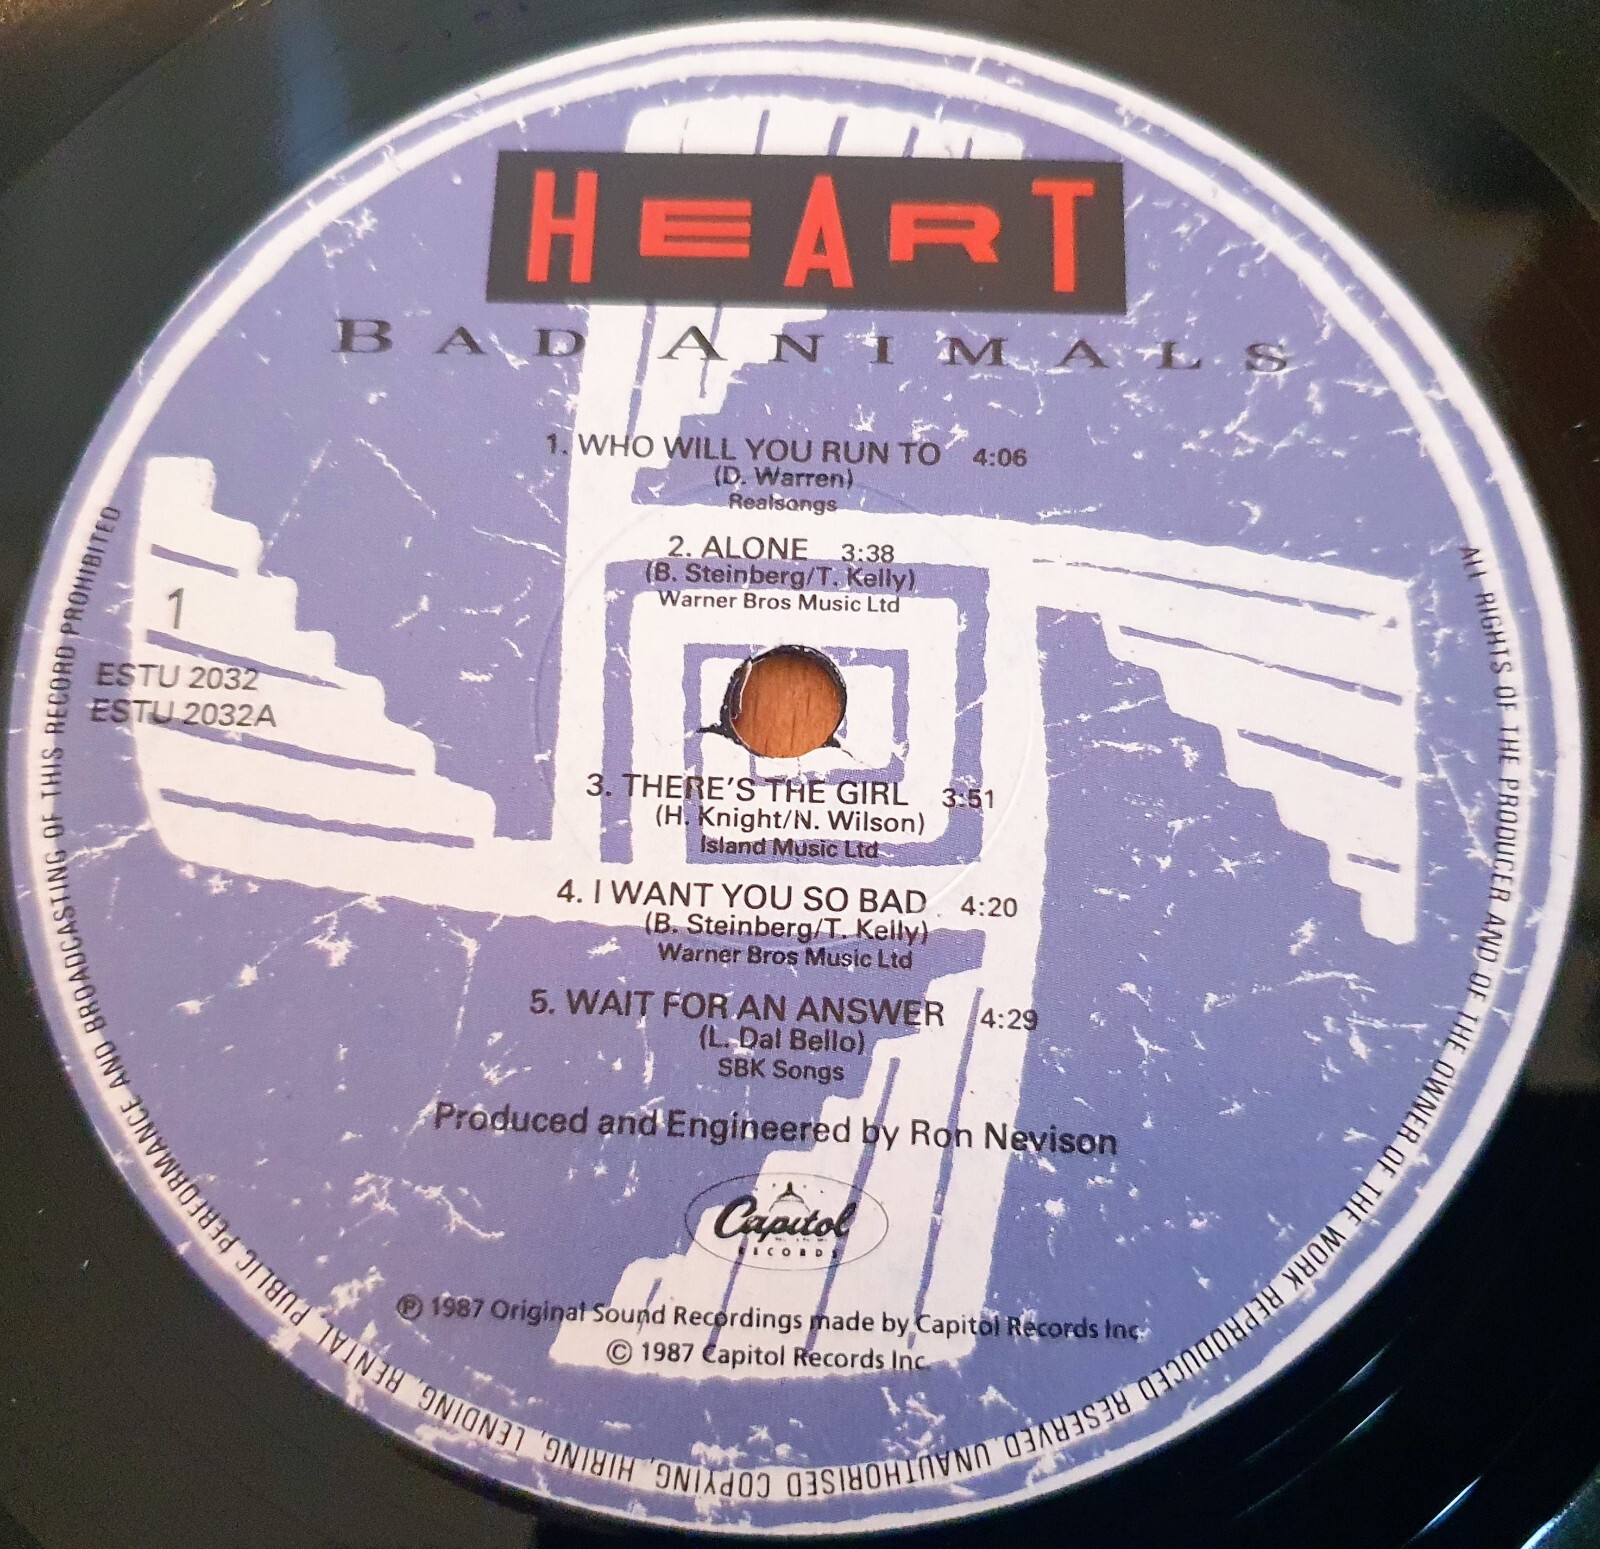 HEART
BAD ANIMALS
1. WHO WILL YOU RUN TO 4:06
(D. Warren)
Realsongs
2. ALONE 3:38
(B. Steinberg/T. Kelly)
Warner Bros Music Ltd
1
ESTU 2032
ESTU 2032A
3. THERE'S THE GIRL 3:51
(H. Knight/N. Wilson)
Island Music Ltd
4. I WANT YOU SO BAD 4:20
(B. Steinberg/T. Kelly)
Warner Bros Music Ltd
5. WAIT FOR AN ANSWER 4:29
(L. Dal Bello)
SBK Songs
Produced and Engineered by Ron Nevison
Capitol
RECORDS
℗ 1987 Original Sound Recordings made by Capitol Records Inc.
© 1987 Capitol Records Inc.
ALL RIGHTS OF THE PRODUCER AND OF THE OWNER OF THE WORK REPRODUCED RESERVED. UNAUTHORISED COPYING, HIRING, LENDING, RENTAL, PUBLIC PERFORMANCE AND BROADCASTING OF THIS RECORD PROHIBITED